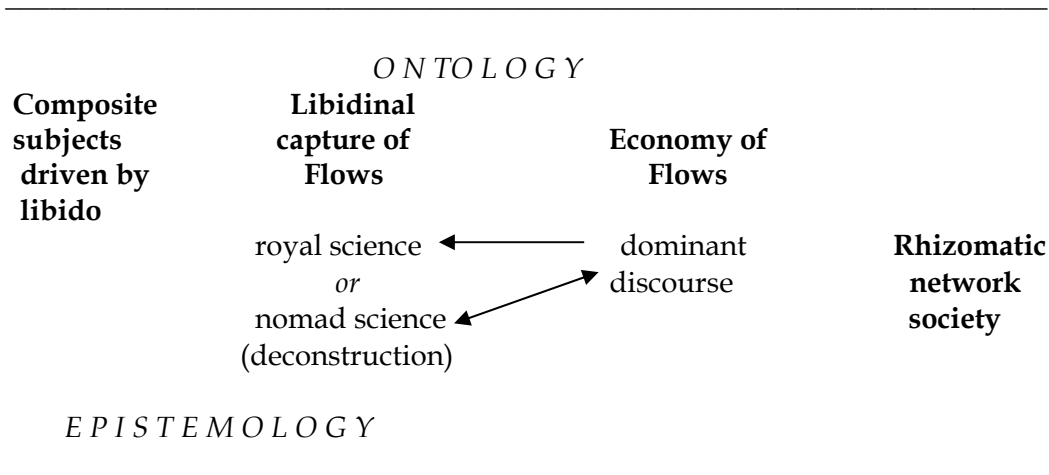 O N TO L O G Y
Composite Libidinal
subjects capture of Economy of
driven by Flows Flows
libido
royal science dominant Rhizomatic
or discourse network
nomad science society
(deconstruction)
E P I S T E M O L O G Y